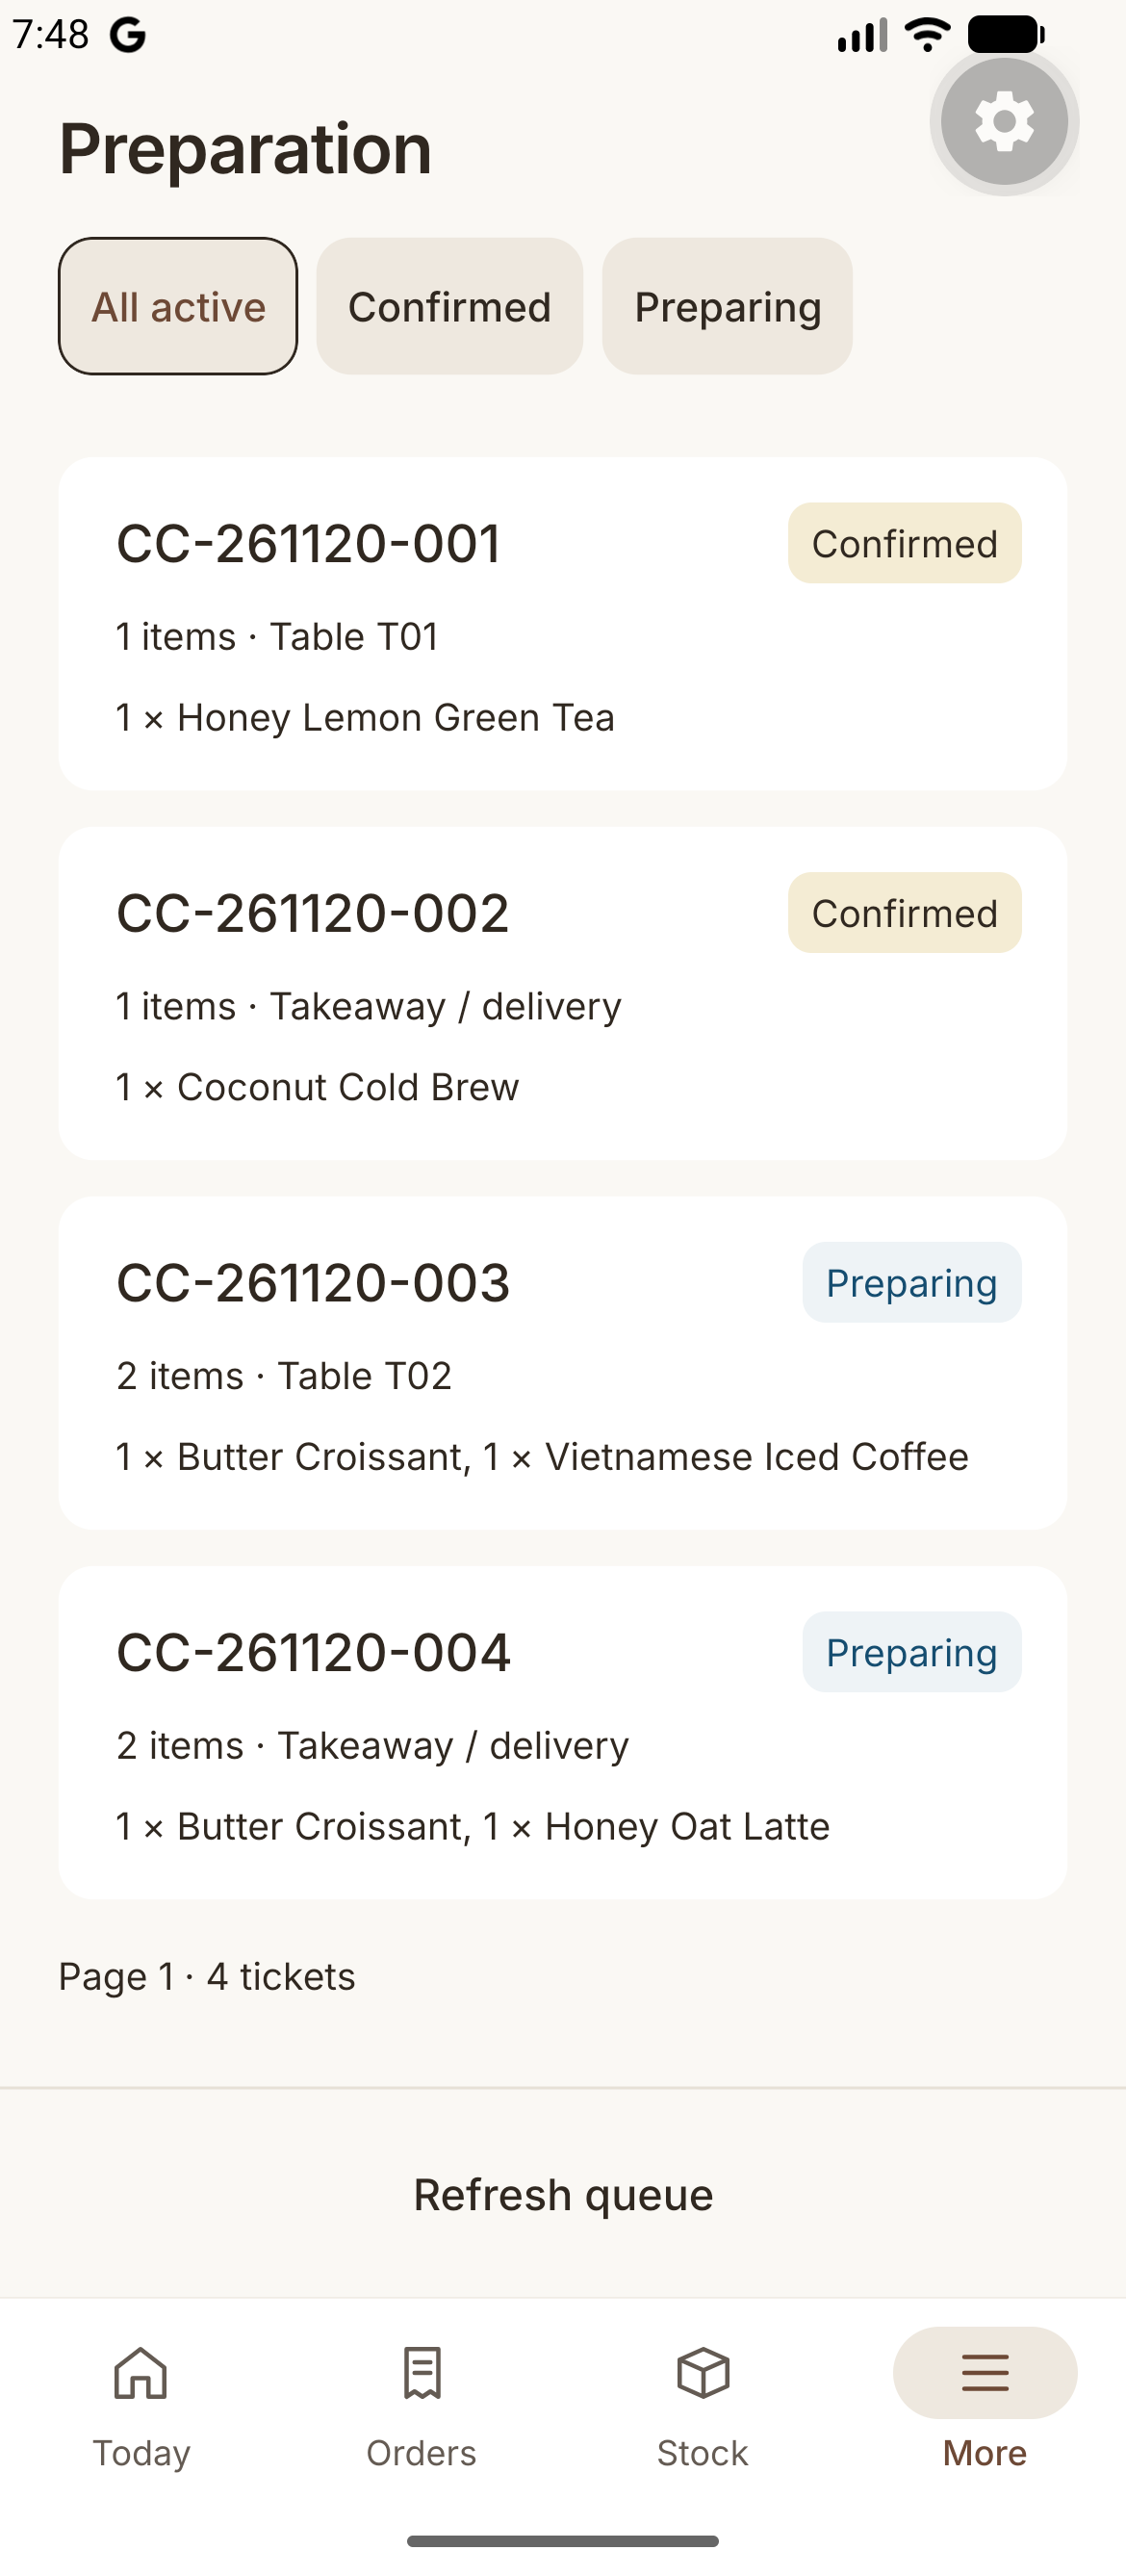 7:48
Preparation
All active
Confirmed
Preparing
CC-261120-001
Confirmed
1 items · Table T01
1 × Honey Lemon Green Tea
CC-261120-002
Confirmed
1 items · Takeaway / delivery
1 × Coconut Cold Brew
CC-261120-003
Preparing
2 items · Table T02
1 × Butter Croissant, 1 × Vietnamese Iced Coffee
CC-261120-004
Preparing
2 items · Takeaway / delivery
1 × Butter Croissant, 1 × Honey Oat Latte
Page 1 · 4 tickets
Refresh queue
Today
Orders
Stock
More